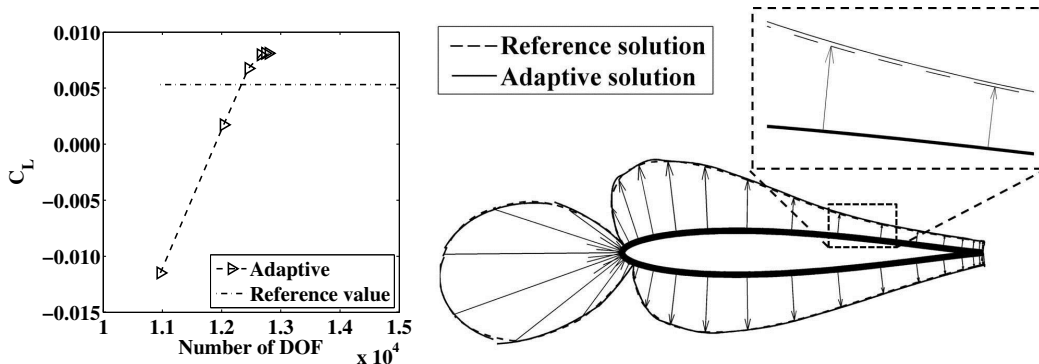 0.010
0.005
0.000
−0.005
−0.010
−0.015
C_L
Adaptive
Reference value
1 1.1 1.2 1.3 1.4 1.5
Number of DOF
x 10^4
Reference solution
Adaptive solution